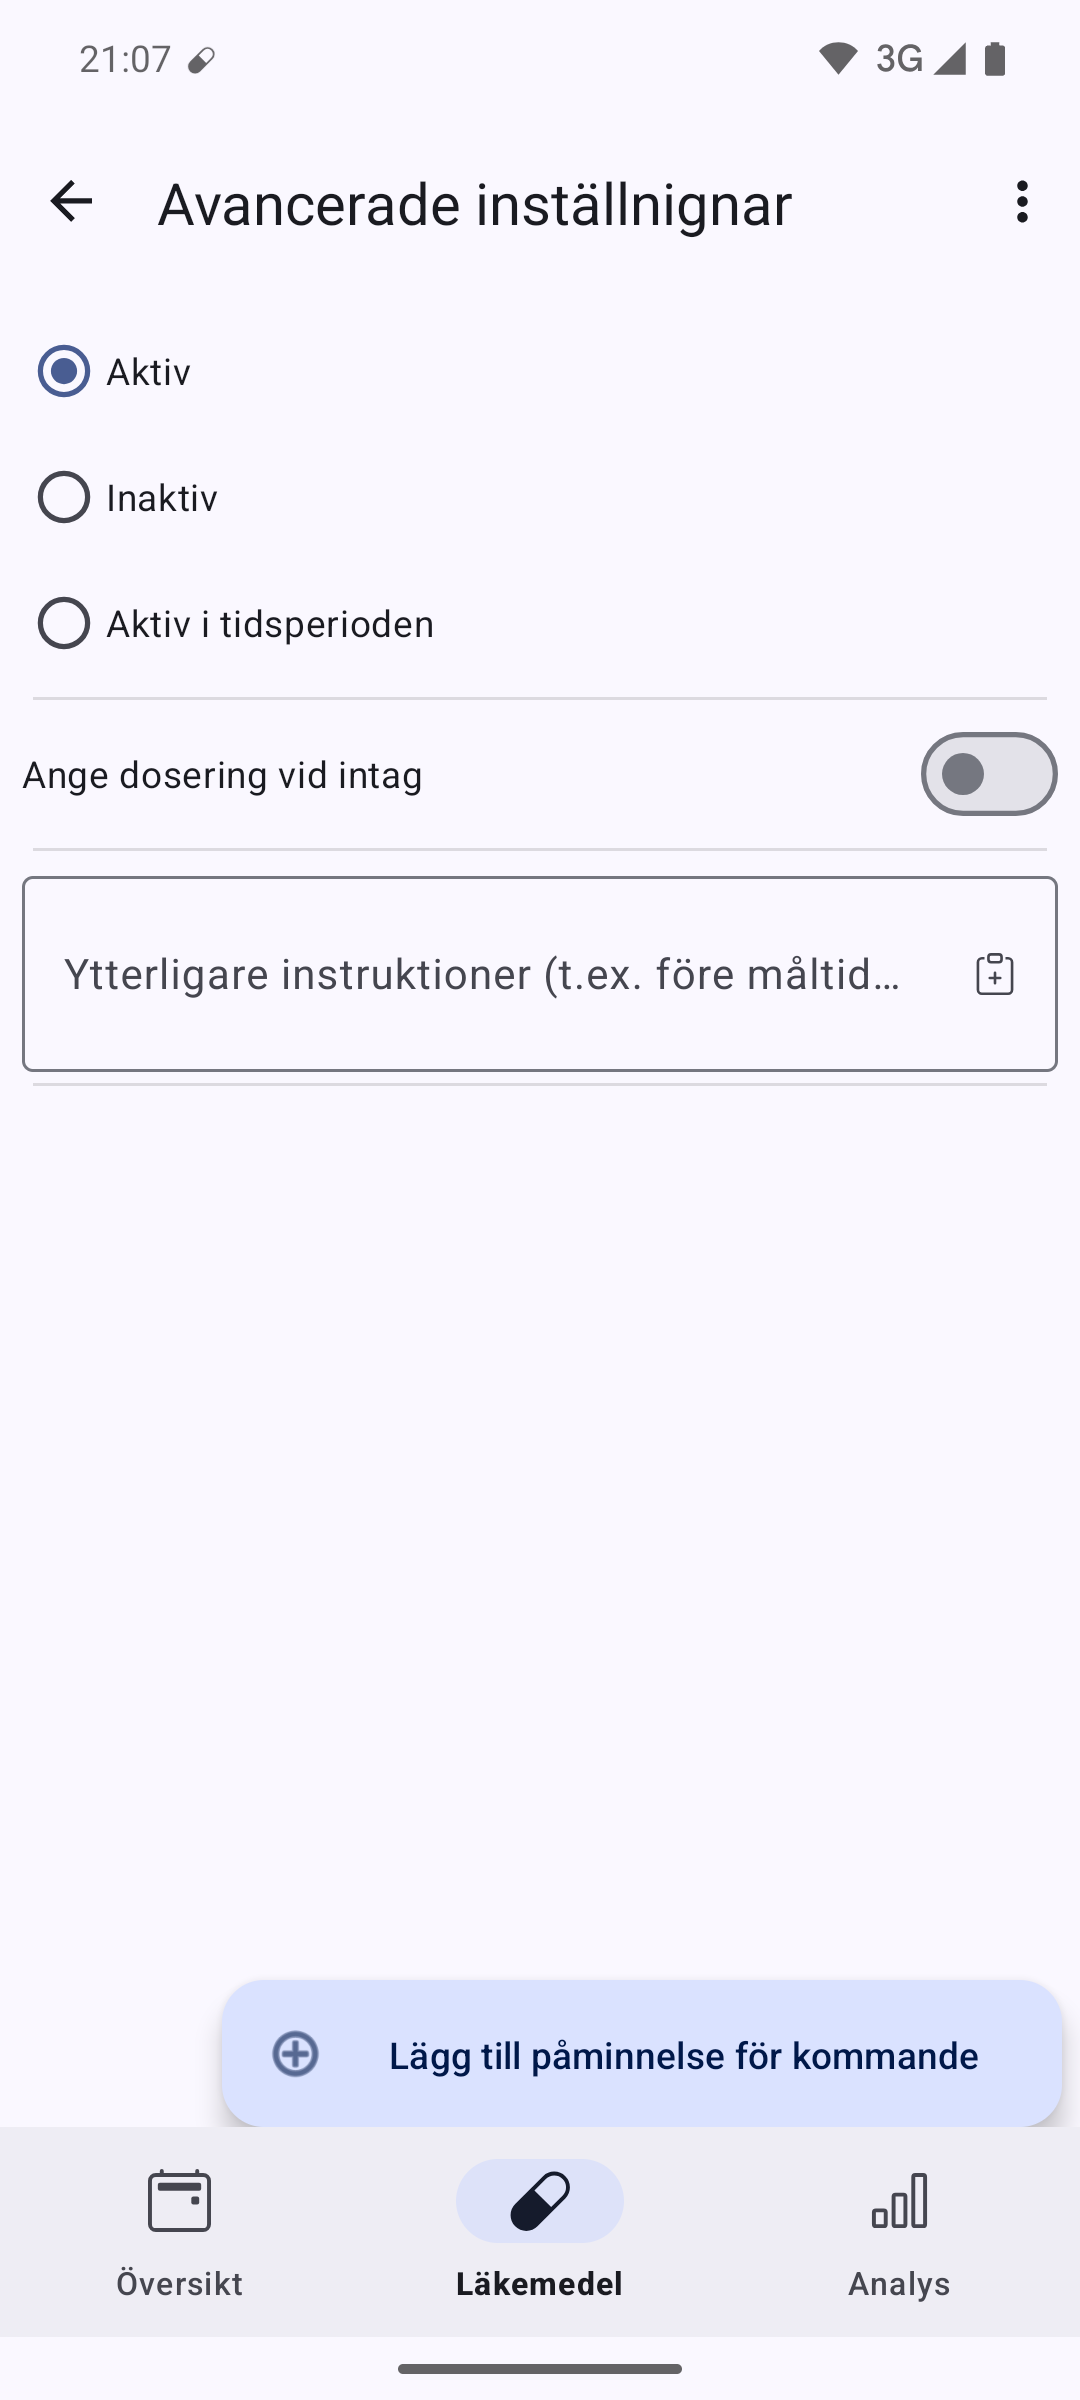 21:07
3G
Avancerade inställnignar
Aktiv
Inaktiv
Aktiv i tidsperioden
Ange dosering vid intag
Ytterligare instruktioner (t.ex. före måltid…
Lägg till påminnelse för kommande
Översikt
Läkemedel
Analys